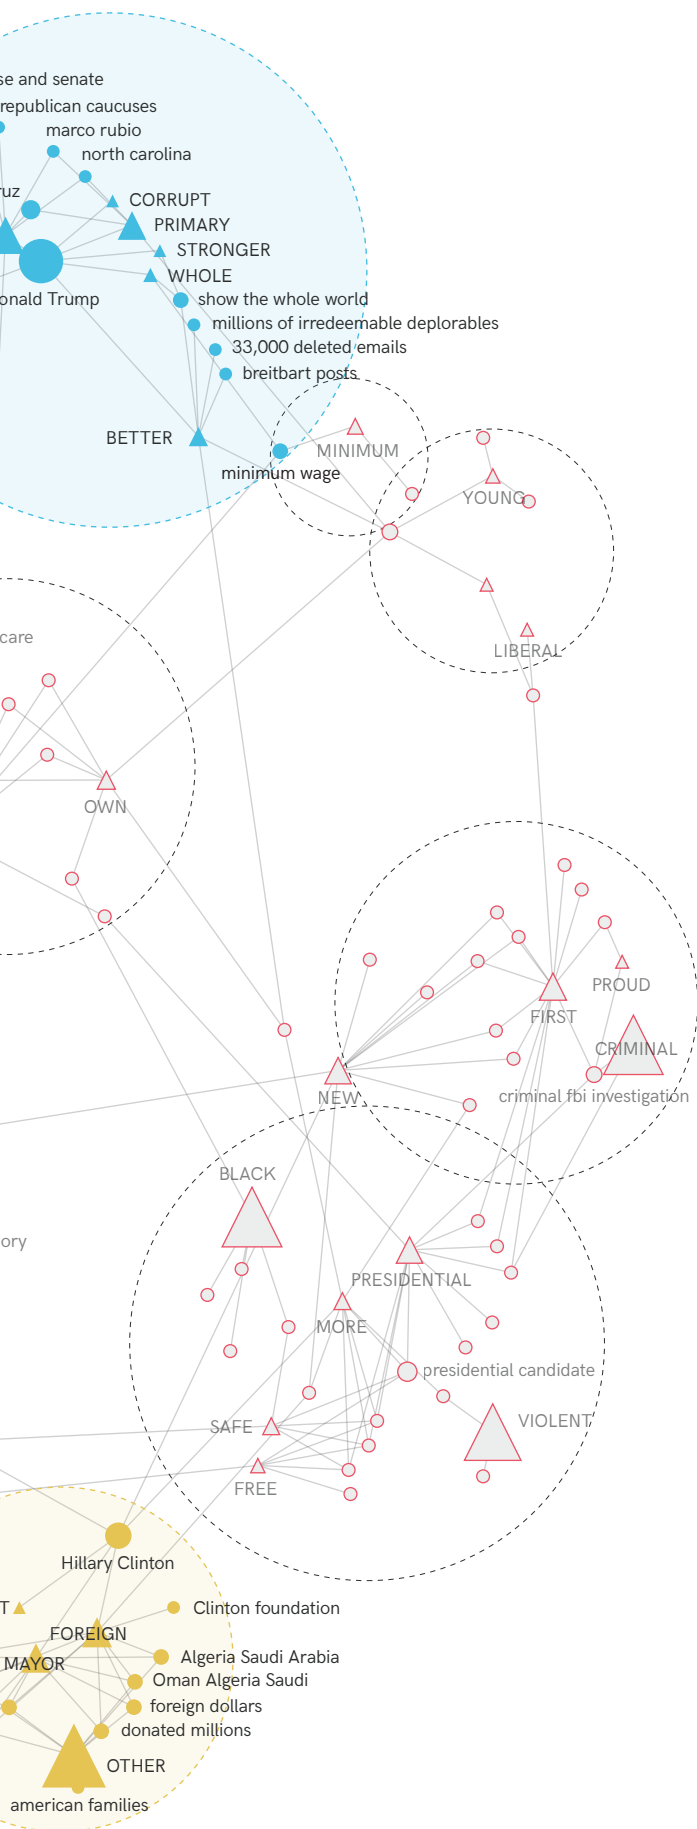 se and senate
republican caucuses
marco rubio
north carolina
ruz
CORRUPT
PRIMARY
STRONGER
WHOLE
onald Trump
show the whole world
millions of irredeemable deplorables
33,000 deleted emails
breitbart posts
BETTER
MINIMUM
minimum wage
YOUNG
care
LIBERAL
OWN
PROUD
FIRST
CRIMINAL
criminal fbi investigation
NEW
BLACK
ory
PRESIDENTIAL
MORE
presidential candidate
SAFE
VIOLENT
FREE
Hillary Clinton
T
Clinton foundation
FOREIGN
MAYOR
Algeria Saudi Arabia
Oman Algeria Saudi
foreign dollars
donated millions
OTHER
american families